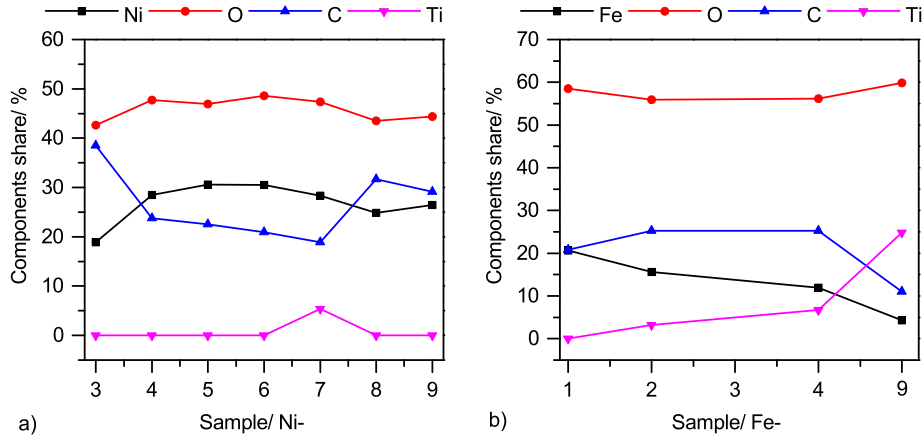 Ni O C Ti
Components share/ %
60
50
40
30
20
10
0
3 4 5 6 7 8 9
Sample/ Ni-
a)
Fe O C Ti
Components share/ %
70
60
50
40
30
20
10
0
1 2 3 4 9
Sample/ Fe-
b)